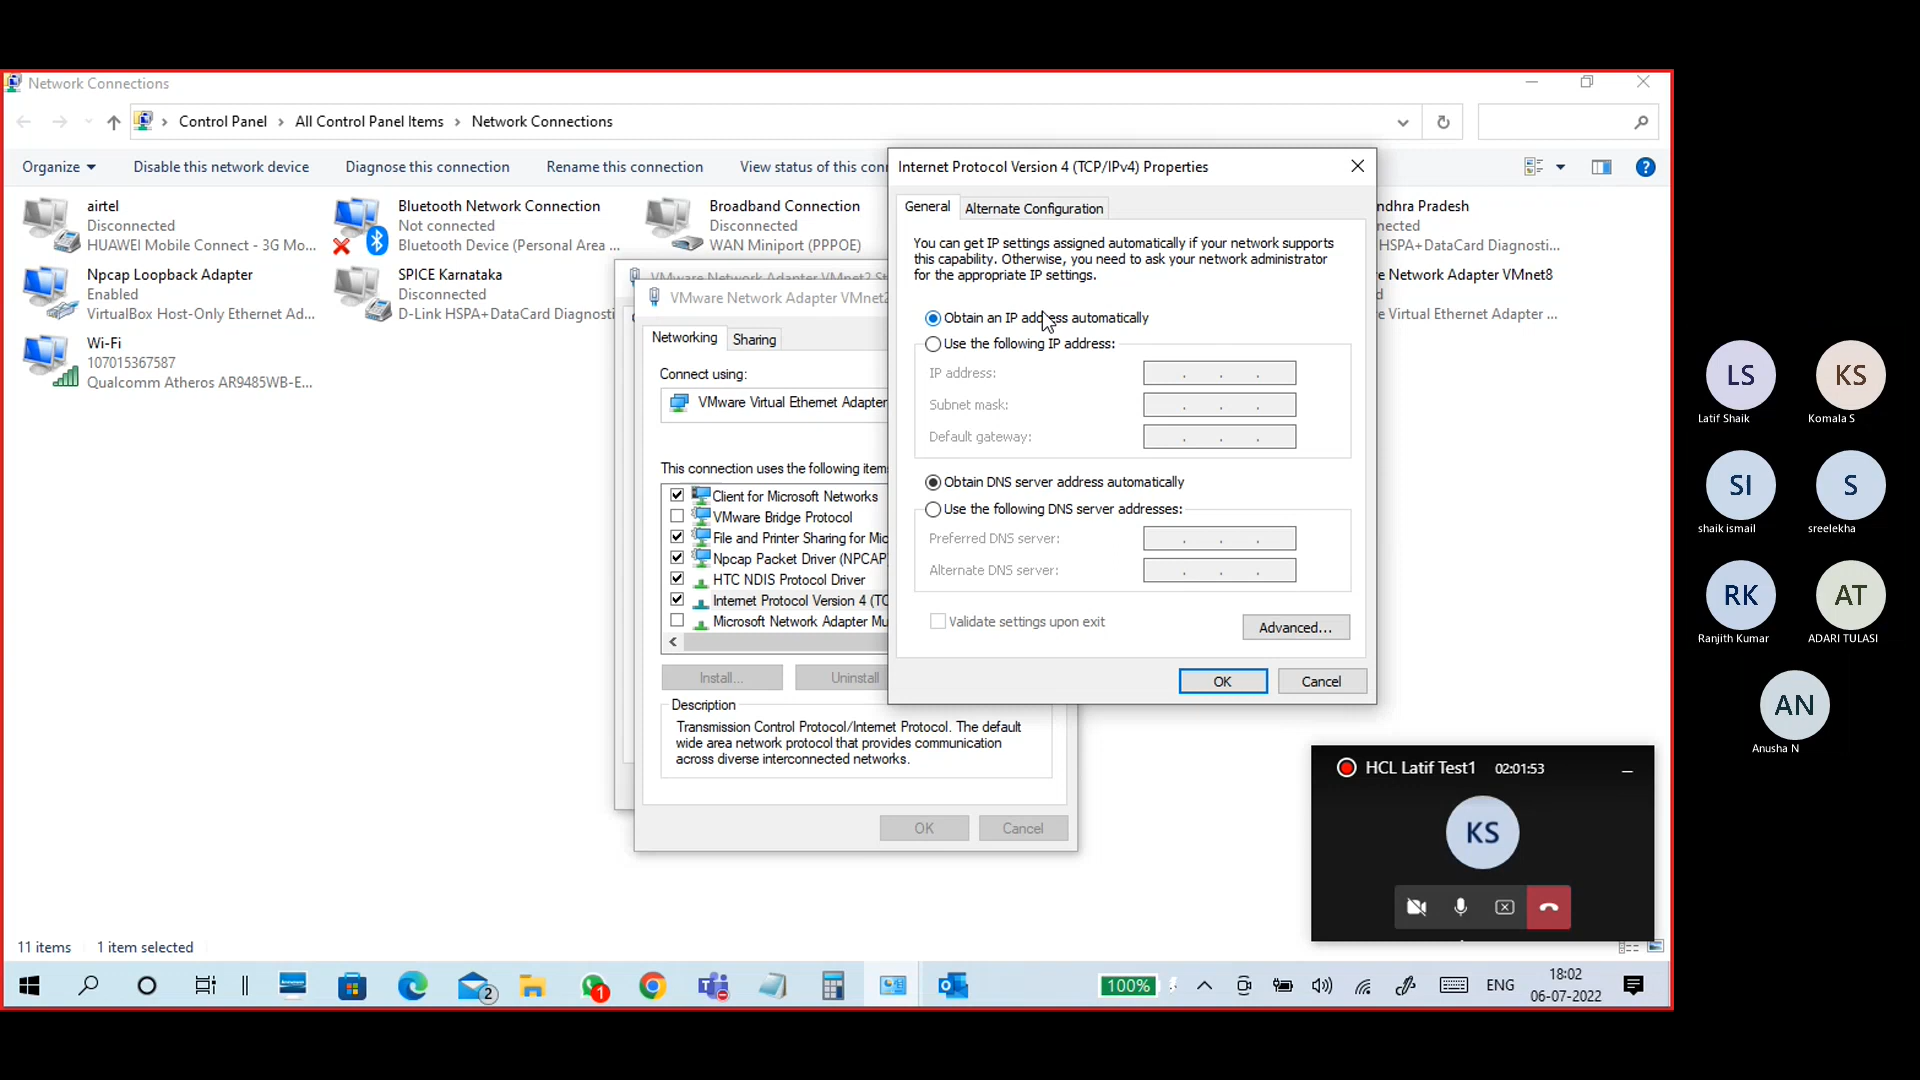 Network Connections
Control Panel > All Control Panel Items > Network Connections
Organize
Disable this network device
Diagnose this connection
Rename this connection
View status of this con
airtel
Disconnected
HUAWEI Mobile Connect - 3G Mo...
Bluetooth Network Connection
Not connected
Bluetooth Device (Personal Area ...
Broadband Connection
Disconnected
WAN Miniport (PPPOE)
ndhra Pradesh
nected
HSPA+DataCard Diagnosti...
Npcap Loopback Adapter
Enabled
VirtualBox Host-Only Ethernet Ad...
SPICE Karnataka
Disconnected
D-Link HSPA+DataCard Diagnosti
e Network Adapter VMnet8
d
e Virtual Ethernet Adapter ...
Wi-Fi
107015367587
Qualcomm Atheros AR9485WB-E...
VMware Network Adapter VMnet2 St
VMware Network Adapter VMnet2
Networking
Sharing
Connect using:
VMware Virtual Ethernet Adapter
This connection uses the following item
Client for Microsoft Networks
VMware Bridge Protocol
File and Printer Sharing for Mic
Npcap Packet Driver (NPCAP
HTC NDIS Protocol Driver
Internet Protocol Version 4 (TC
Microsoft Network Adapter Mu
Install...
Uninstall
Description
Transmission Control Protocol/Internet Protocol. The default
wide area network protocol that provides communication
across diverse interconnected networks.
OK
Cancel
Internet Protocol Version 4 (TCP/IPv4) Properties
General
Alternate Configuration
You can get IP settings assigned automatically if your network supports
this capability. Otherwise, you need to ask your network administrator
for the appropriate IP settings.
Obtain an IP address automatically
Use the following IP address:
IP address:
Subnet mask:
Default gateway:
Obtain DNS server address automatically
Use the following DNS server addresses:
Preferred DNS server:
Alternate DNS server:
Validate settings upon exit
Advanced...
OK
Cancel
HCL Latif Test1 02:01:53
KS
11 items
1 item selected
2
1
100%
ENG
18:02
06-07-2022
LS
Latif Shaik
KS
Komala S
SI
shaik ismail
S
sreelekha
RK
Ranjith Kumar
AT
ADARI TULASI
AN
Anusha N